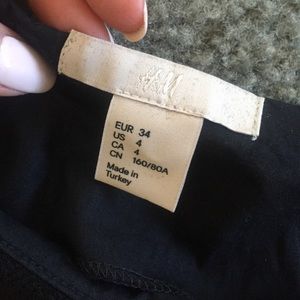 H&M
EUR 34
US 4
CA 4
CN 160/80A
Made in
Turkey